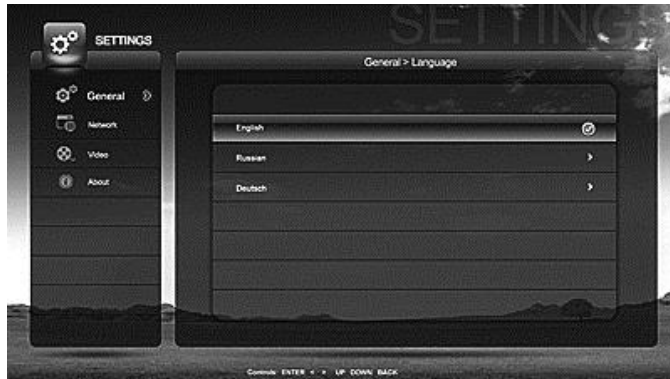 SETTINGS
SETTINGS
General > Language
General
Network
Video
About
English
Russian
Deutsch
Controls: ENTER < > UP DOWN BACK